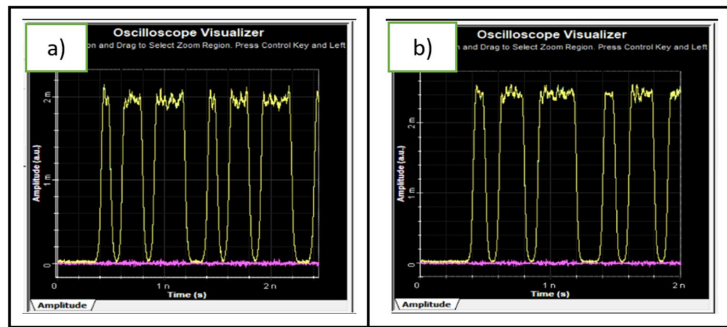 a)
Oscilloscope Visualizer
on and Drag to Select Zoom Region. Press Control Key and Left
Amplitude (a.u.)
2 m
1 m
0
0
1 n
2 n
Time (s)
Amplitude
b)
Oscilloscope Visualizer
on and Drag to Select Zoom Region. Press Control Key and Left
Amplitude (a.u.)
2 m
1 m
0
0
1 n
2 n
Time (s)
Amplitude